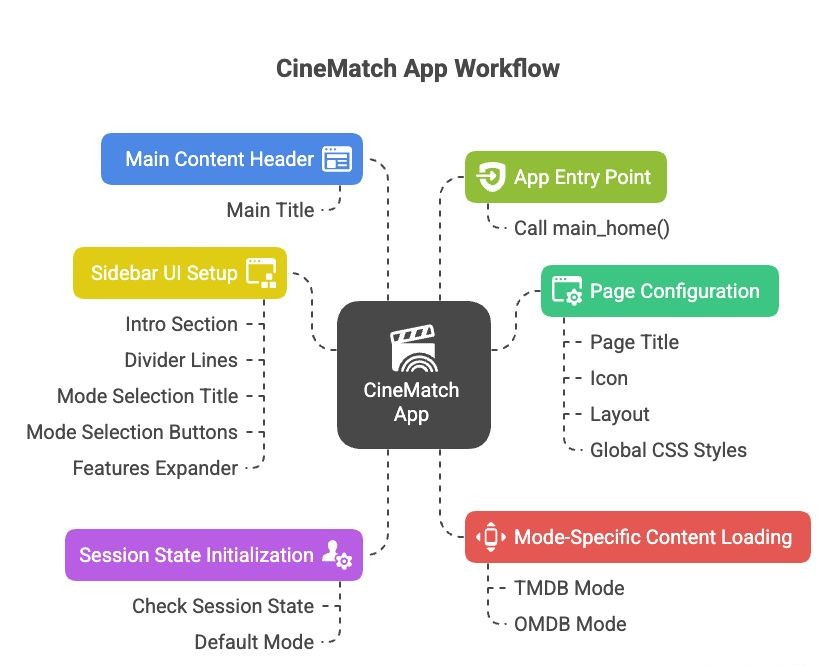 CineMatch App Workflow
Main Content Header
Main Title
App Entry Point
Call main_home()
Sidebar UI Setup
Intro Section
Divider Lines
Mode Selection Title
Mode Selection Buttons
Features Expander
Page Configuration
Page Title
Icon
Layout
Global CSS Styles
CineMatch
App
Session State Initialization
Check Session State
Default Mode
Mode-Specific Content Loading
TMDB Mode
OMDB Mode